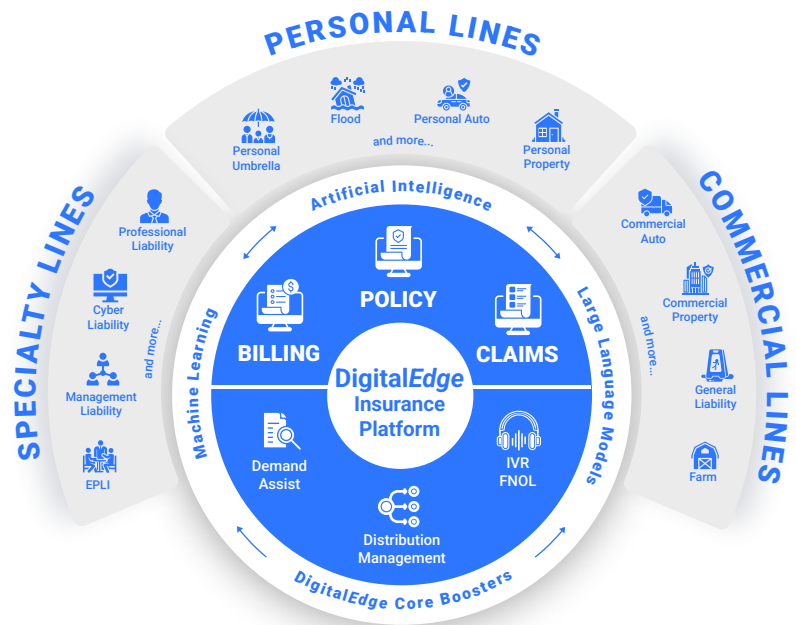 PERSONAL LINES
Personal
Umbrella
Flood
Personal Auto
Personal
Property
and more...
SPECIALTY LINES
Professional
Liability
Cyber
Liability
Management
Liability
EPLI
and more...
COMMERCIAL LINES
Commercial
Auto
Commercial
Property
General
Liability
Farm
and more...
Artificial Intelligence
Machine Learning
Large Language Models
DigitalEdge Core Boosters
POLICY
BILLING
CLAIMS
DigitalEdge
Insurance
Platform
Demand
Assist
Distribution
Management
IVR
FNOL